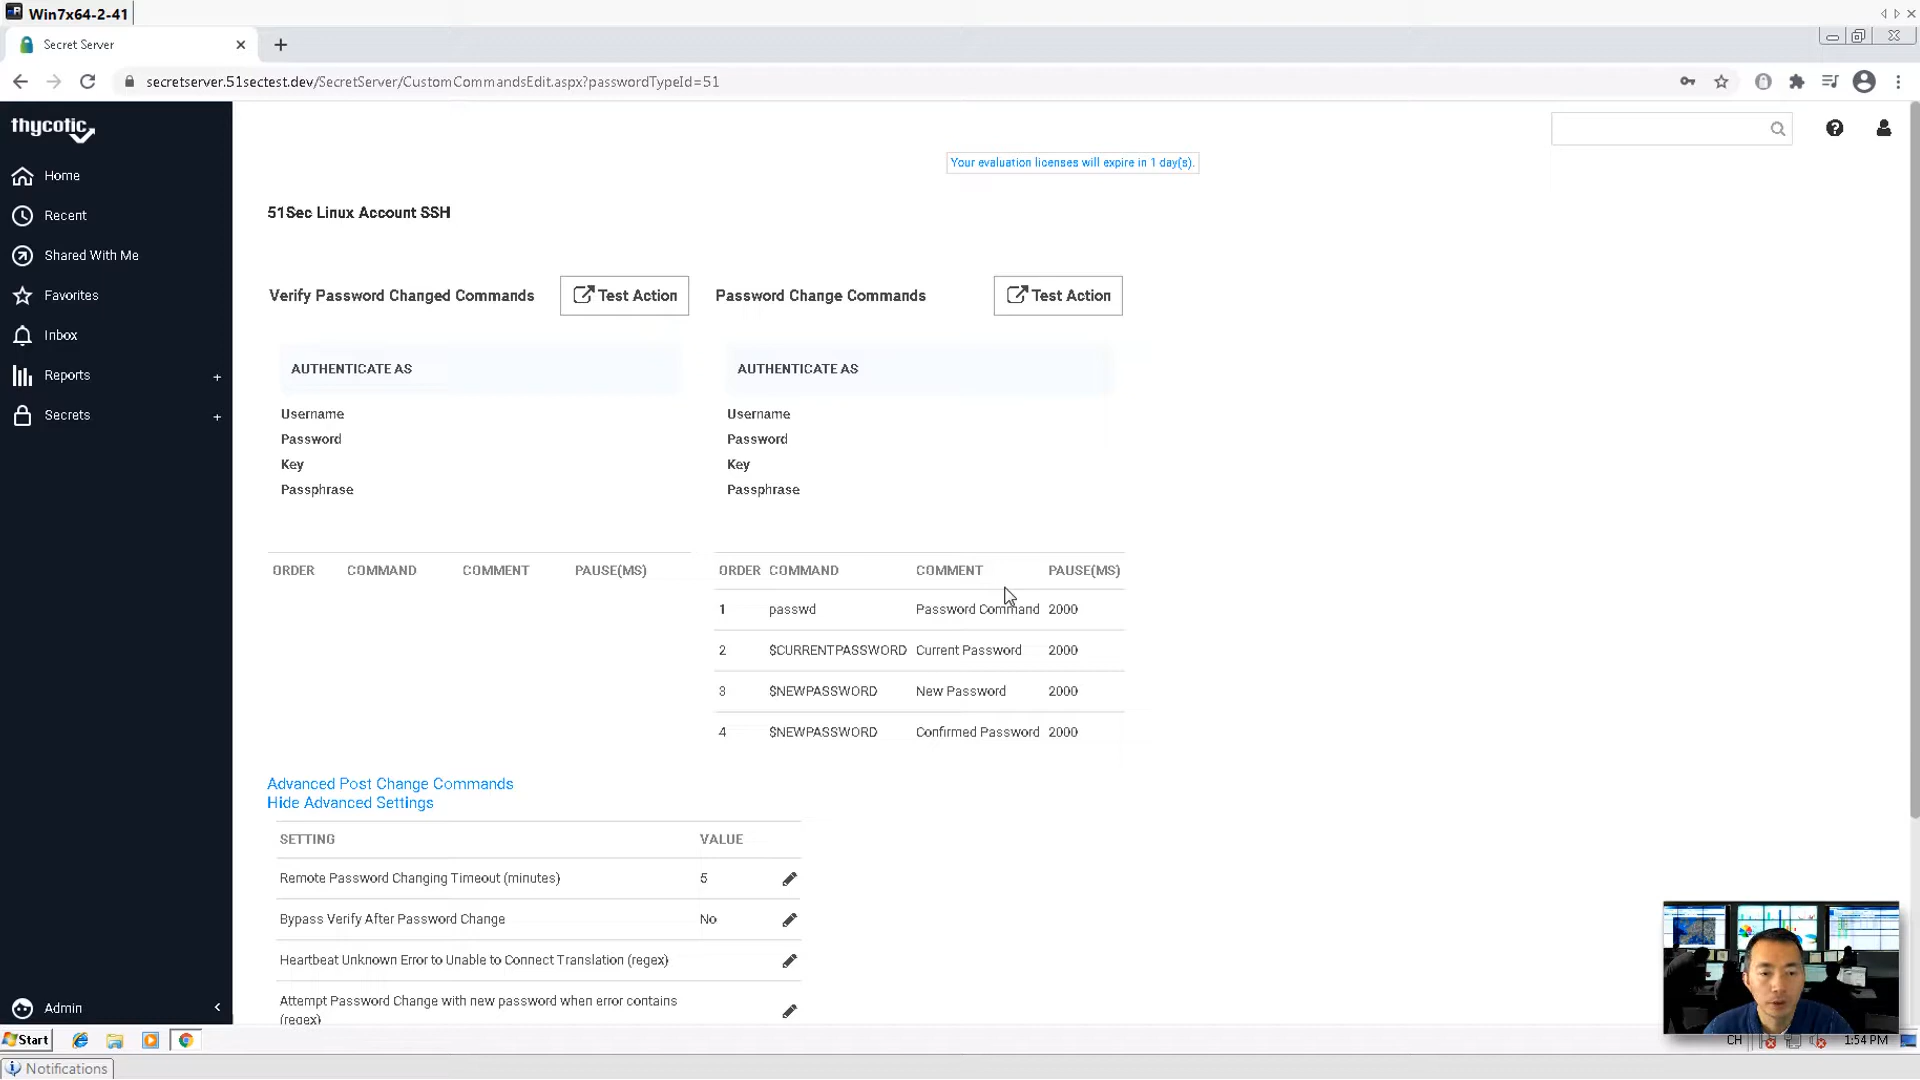 Win7x64-2-41
Secret Server
secretserver.51sectest.dev/SecretServer/CustomCommandsEdit.aspx?passwordTypeId=51
thycotic
Your evaluation licenses will expire in 1 day(s).
Home
Recent
Shared With Me
Favorites
Inbox
Reports +
Secrets +
51Sec Linux Account SSH
Verify Password Changed Commands Test Action Password Change Commands Test Action
AUTHENTICATE AS AUTHENTICATE AS
Username Username
Password Password
Key Key
Passphrase Passphrase
ORDER COMMAND COMMENT PAUSE(MS) ORDER COMMAND COMMENT PAUSE(MS)
1 passwd Password Command 2000
2 $CURRENTPASSWORD Current Password 2000
3 $NEWPASSWORD New Password 2000
4 $NEWPASSWORD Confirmed Password 2000
Advanced Post Change Commands
Hide Advanced Settings
SETTING VALUE
Remote Password Changing Timeout (minutes) 5
Bypass Verify After Password Change No
Heartbeat Unknown Error to Unable to Connect Translation (regex)
Attempt Password Change with new password when error contains
(regex)
Admin
Start CH 1:54 PM
Notifications